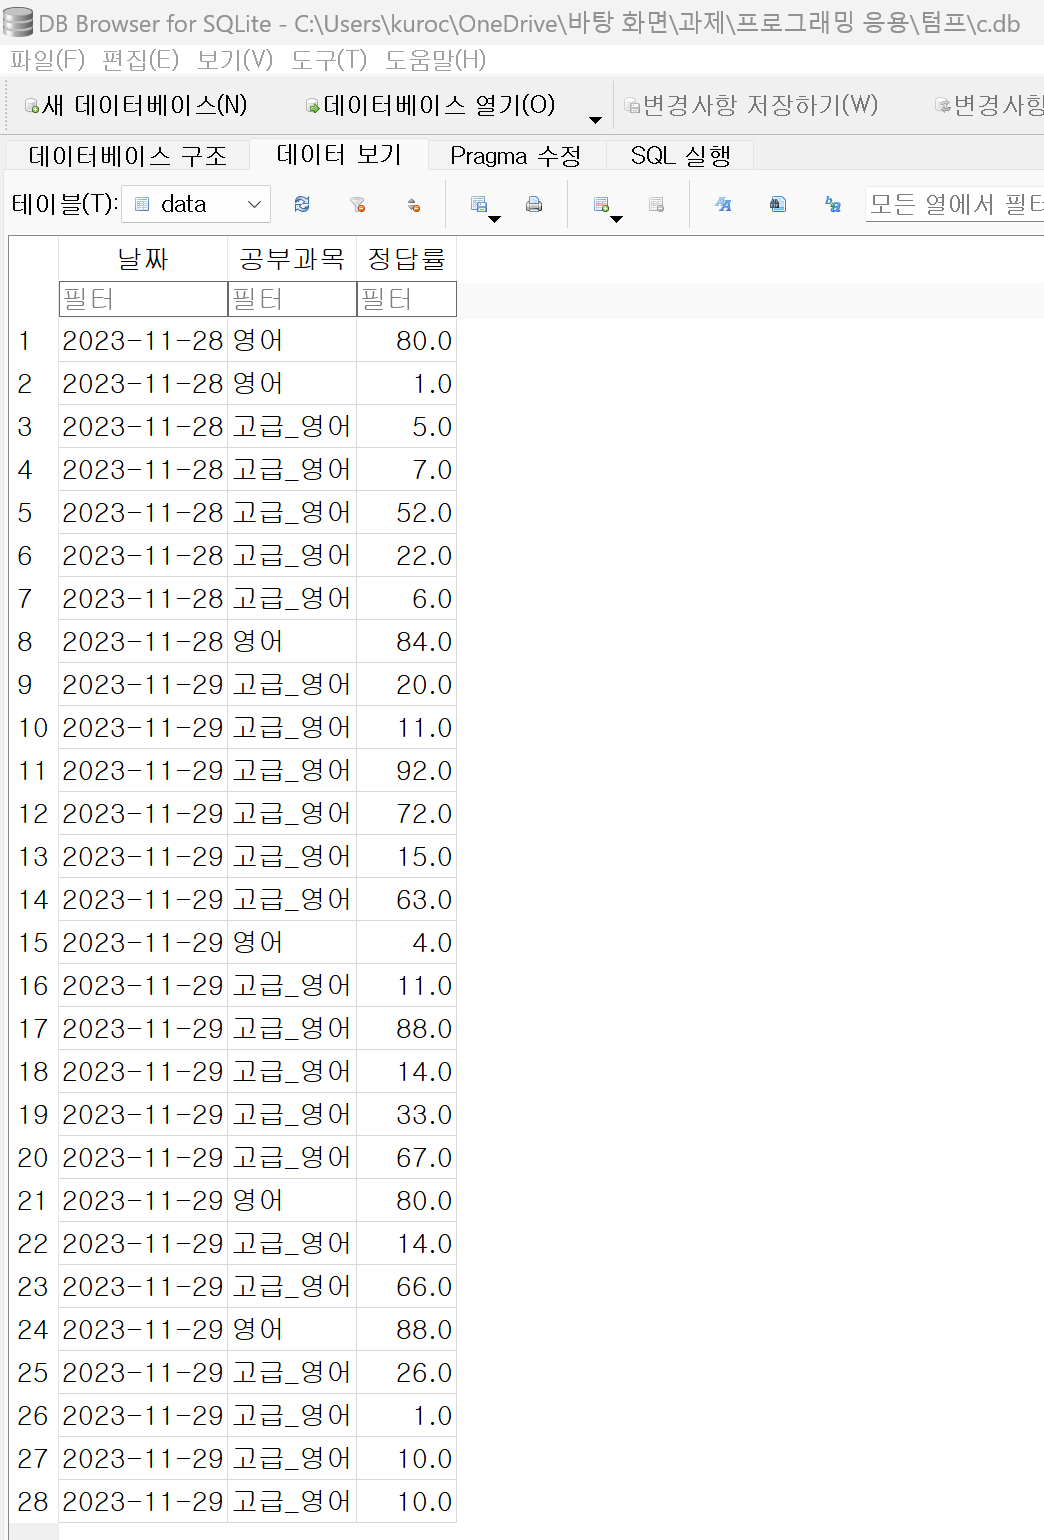 DB Browser for SQLite - C:\Users\kuroc\OneDrive\바탕 화면\과제\프로그래밍 응용\텀프\c.db
파일(F) 편집(E) 보기(V) 도구(T) 도움말(H)
새 데이터베이스(N) 데이터베이스 열기(O) 변경사항 저장하기(W) 변경사항
데이터베이스 구조 데이터 보기 Pragma 수정 SQL 실행
테이블(T): data 모든 열에서 필터
날짜 공부과목 정답률
필터 필터 필터
1 2023-11-28 영어 80.0
2 2023-11-28 영어 1.0
3 2023-11-28 고급_영어 5.0
4 2023-11-28 고급_영어 7.0
5 2023-11-28 고급_영어 52.0
6 2023-11-28 고급_영어 22.0
7 2023-11-28 고급_영어 6.0
8 2023-11-28 영어 84.0
9 2023-11-29 고급_영어 20.0
10 2023-11-29 고급_영어 11.0
11 2023-11-29 고급_영어 92.0
12 2023-11-29 고급_영어 72.0
13 2023-11-29 고급_영어 15.0
14 2023-11-29 고급_영어 63.0
15 2023-11-29 영어 4.0
16 2023-11-29 고급_영어 11.0
17 2023-11-29 고급_영어 88.0
18 2023-11-29 고급_영어 14.0
19 2023-11-29 고급_영어 33.0
20 2023-11-29 고급_영어 67.0
21 2023-11-29 영어 80.0
22 2023-11-29 고급_영어 14.0
23 2023-11-29 고급_영어 66.0
24 2023-11-29 영어 88.0
25 2023-11-29 고급_영어 26.0
26 2023-11-29 고급_영어 1.0
27 2023-11-29 고급_영어 10.0
28 2023-11-29 고급_영어 10.0